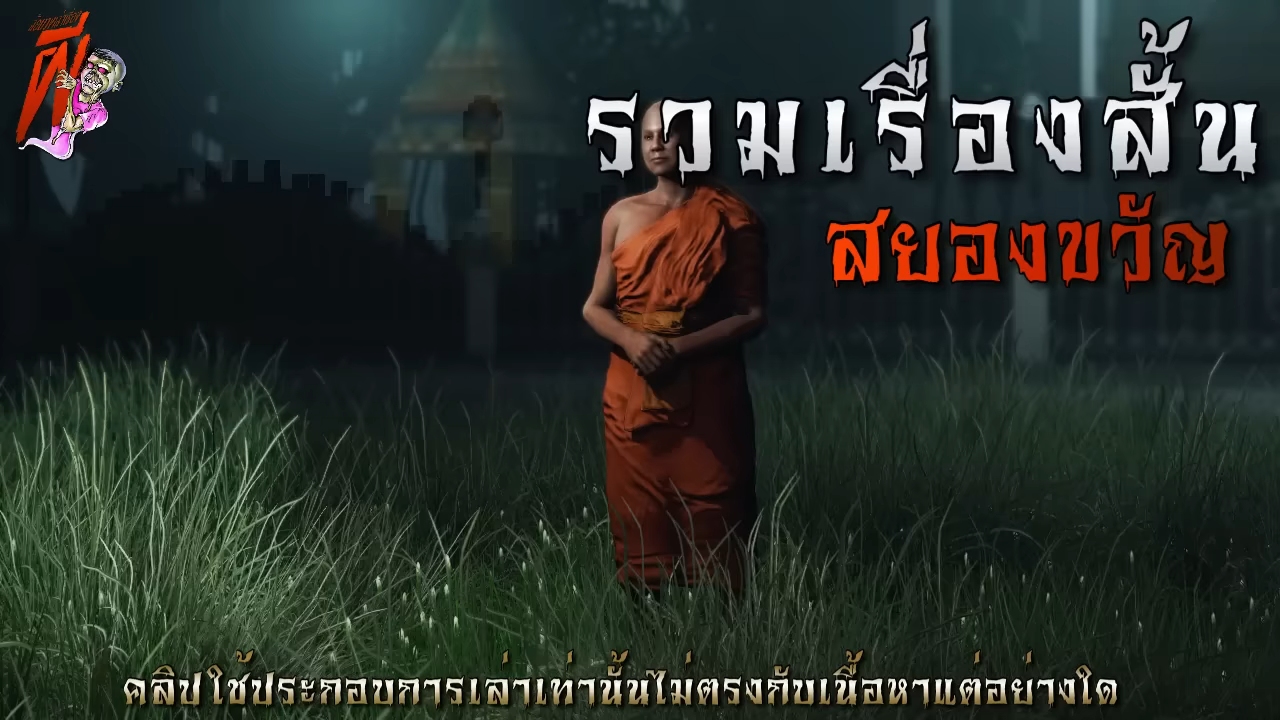 ผี
รวมเรื่องสั้น
สยองขวัญ
คลิปใช้ประกอบการเล่าเท่านั้นไม่ตรงกับเนื้อหาแต่อย่างใด